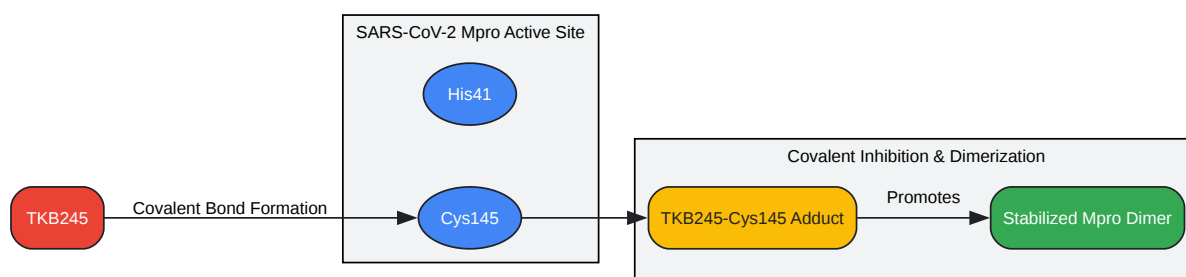 SARS-CoV-2 Mpro Active Site
His41
Covalent Inhibition & Dimerization
TKB245
Covalent Bond Formation
Cys145
TKB245-Cys145 Adduct
Promotes
Stabilized Mpro Dimer